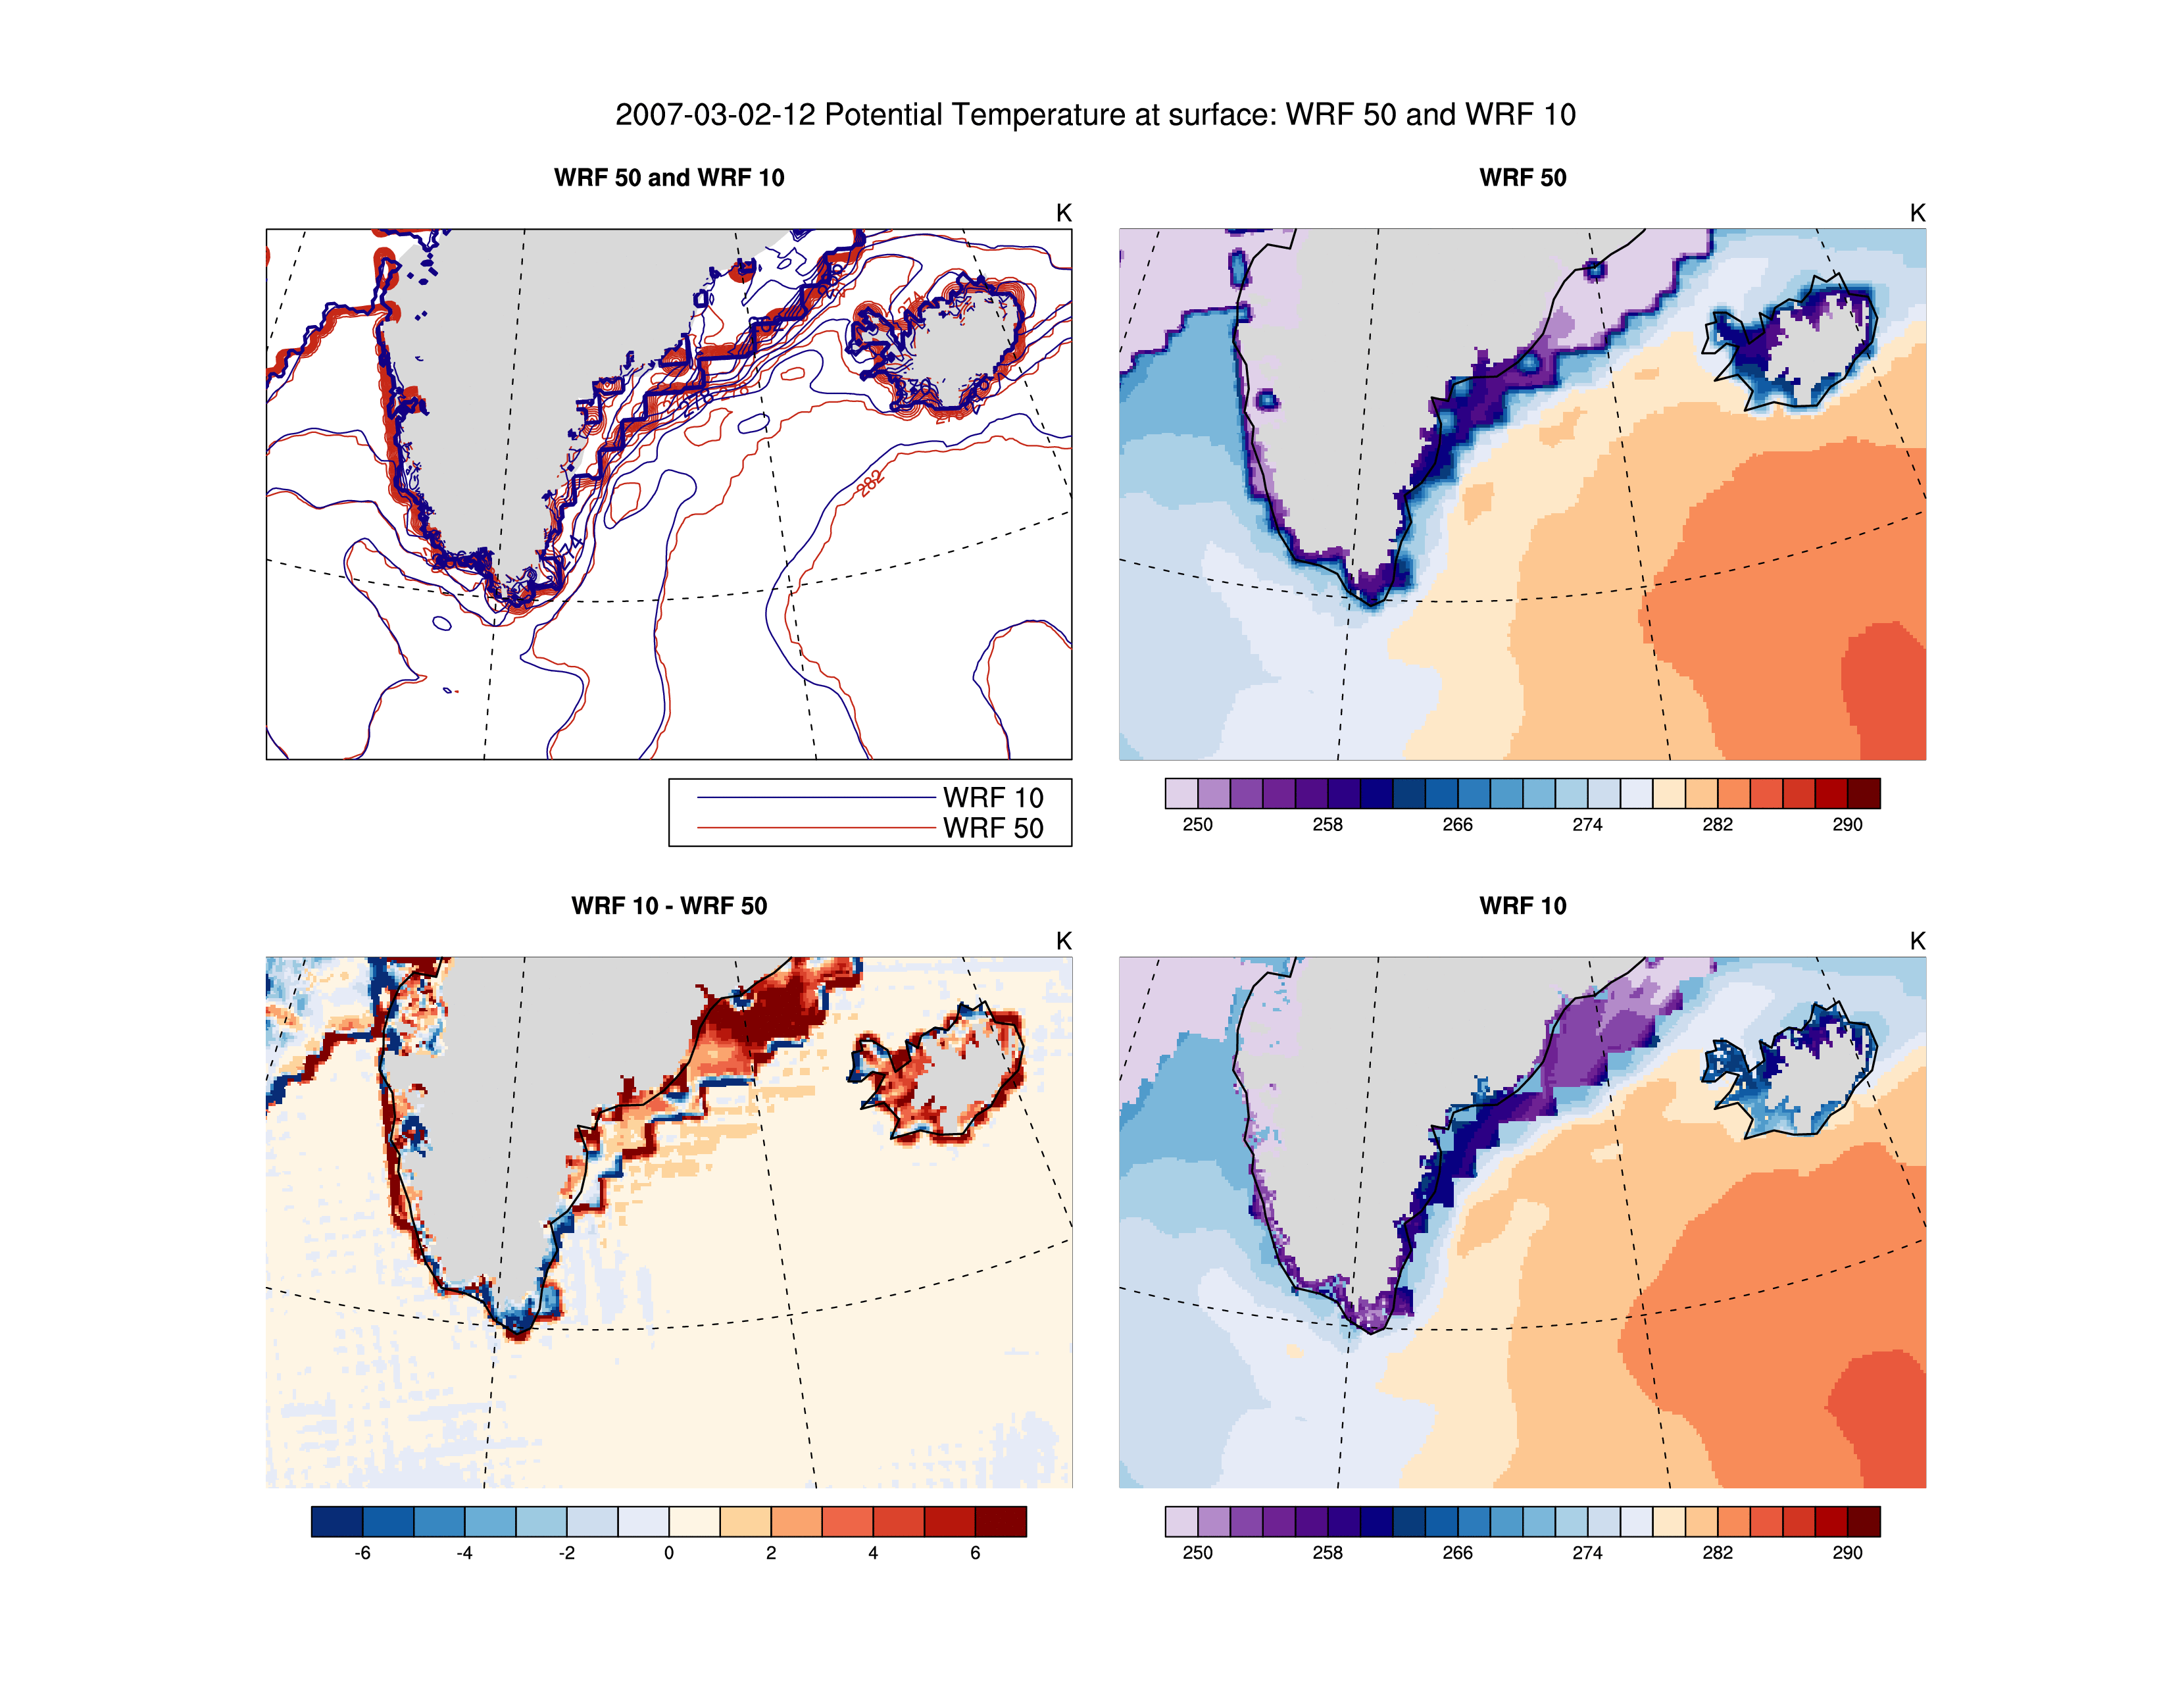 2007-03-02-12 Potential Temperature at surface: WRF 50 and WRF 10
WRF 50 and WRF 10
K
282
WRF 10
WRF 50
WRF 50
K
250 258 266 274 282 290
WRF 10 - WRF 50
K
-6 -4 -2 0 2 4 6
WRF 10
K
250 258 266 274 282 290